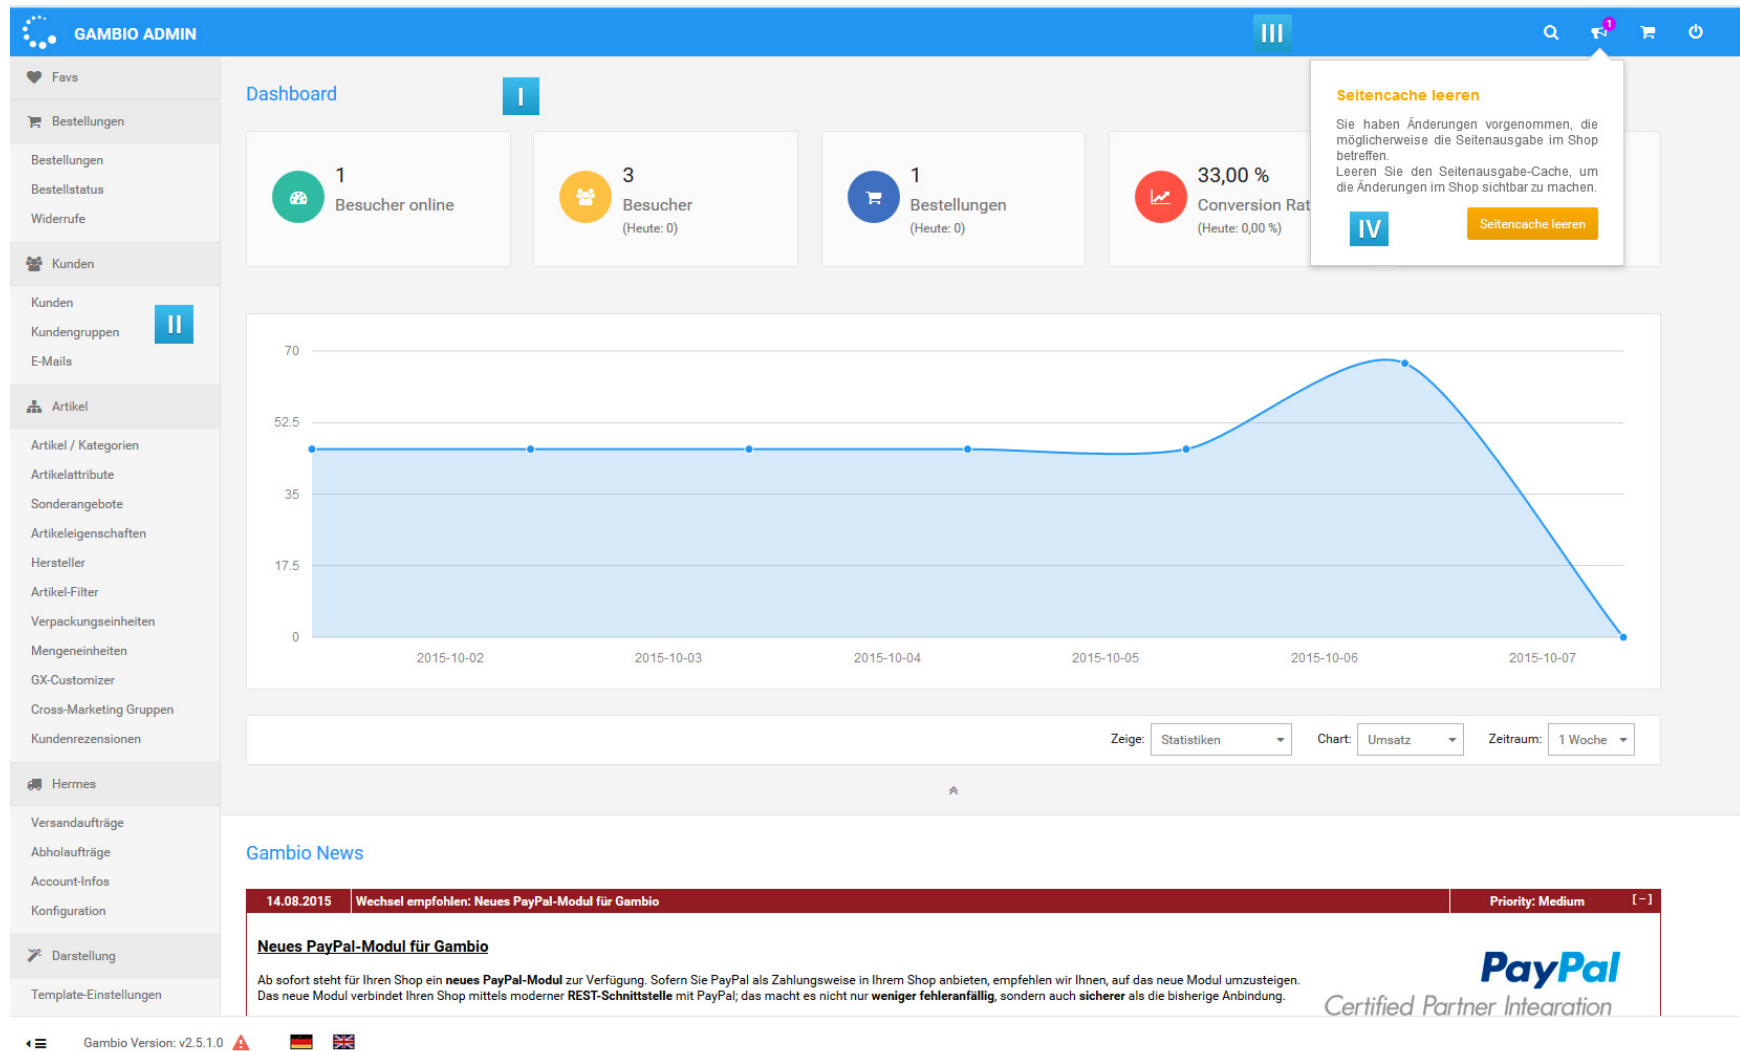 GAMBIO ADMIN
III
1
Favs
Bestellungen
Bestellungen
Bestellstatus
Widerrufe
Kunden
Kunden
Kundengruppen
E-Mails
II
Artikel
Artikel / Kategorien
Artikelattribute
Sonderangebote
Artikeleigenschaften
Hersteller
Artikel-Filter
Verpackungseinheiten
Mengeneinheiten
GX-Customizer
Cross-Marketing Gruppen
Kundenrezensionen
Hermes
Versandaufträge
Abholaufträge
Account-Infos
Konfiguration
Darstellung
Template-Einstellungen
Dashboard
I
1
Besucher online
3
Besucher
(Heute: 0)
1
Bestellungen
(Heute: 0)
33,00 %
Conversion Rat
(Heute: 0,00 %)
Seitencache leeren
Sie haben Änderungen vorgenommen, die
möglicherweise die Seitenausgabe im Shop
betreffen.
Leeren Sie den Seitenausgabe-Cache, um
die Änderungen im Shop sichtbar zu machen.
IV
Seitencache leeren
70
52.5
35
17.5
0
2015-10-02 2015-10-03 2015-10-04 2015-10-05 2015-10-06 2015-10-07
Zeige: Statistiken Chart: Umsatz Zeitraum: 1 Woche
Gambio News
14.08.2015 Wechsel empfohlen: Neues PayPal-Modul für Gambio Priority: Medium [-]
Neues PayPal-Modul für Gambio
Ab sofort steht für Ihren Shop ein neues PayPal-Modul zur Verfügung. Sofern Sie PayPal als Zahlungsweise in Ihrem Shop anbieten, empfehlen wir Ihnen, auf das neue Modul umzusteigen.
Das neue Modul verbindet Ihren Shop mittels moderner REST-Schnittstelle mit PayPal; das macht es nicht nur weniger fehleranfällig, sondern auch sicherer als die bisherige Anbindung.
PayPal
Certified Partner Integration
Gambio Version: v2.5.1.0